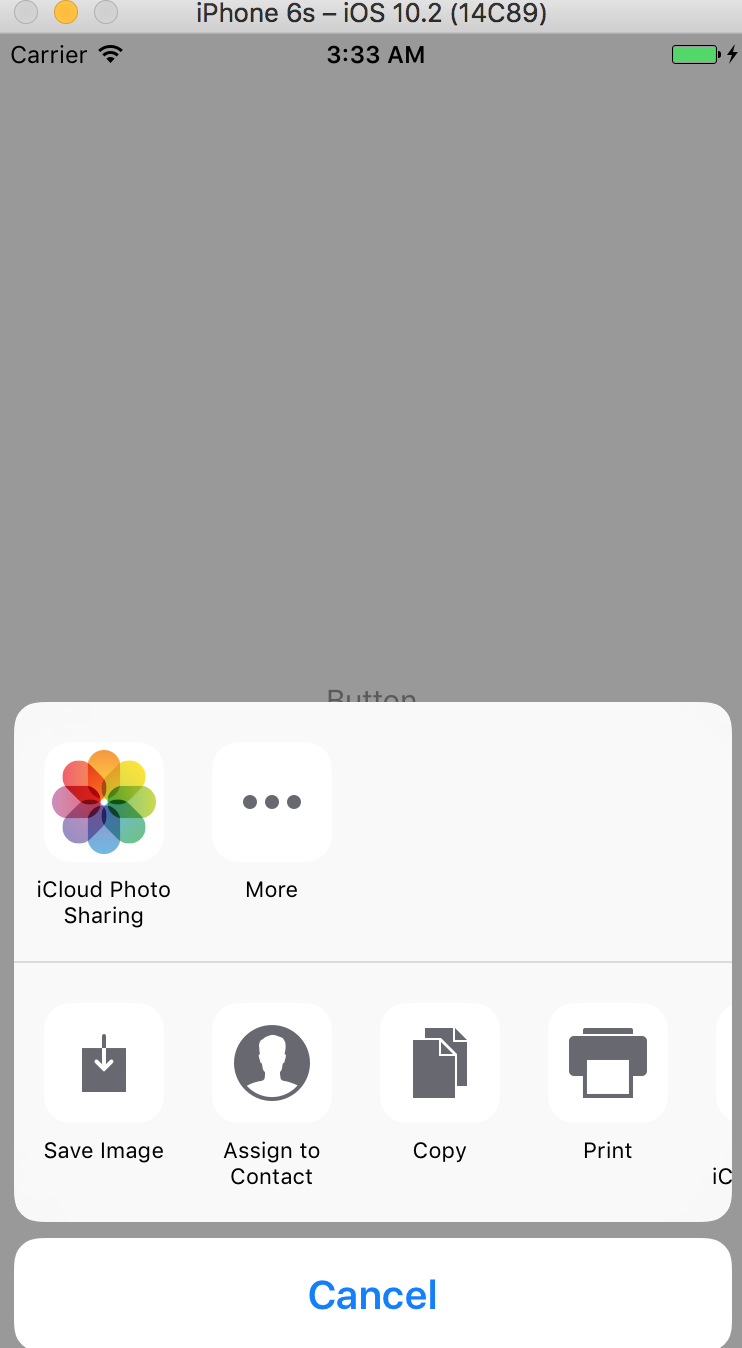 iPhone 6s – iOS 10.2 (14C89)
Carrier
3:33 AM
Button
iCloud Photo
Sharing
More
Save Image
Assign to
Contact
Copy
Print
iC
Cancel